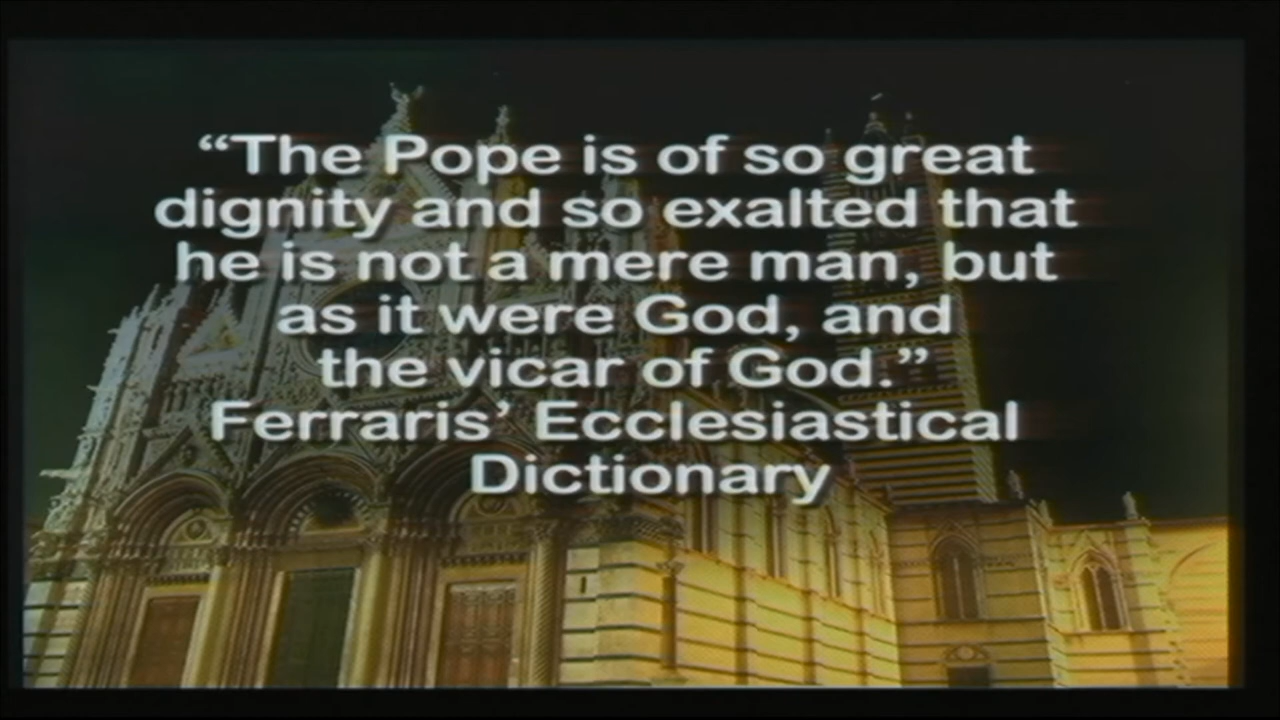 “The Pope is of so great
dignity and so exalted that
he is not a mere man, but
as it were God, and
the vicar of God.”
Ferraris’ Ecclesiastical
Dictionary